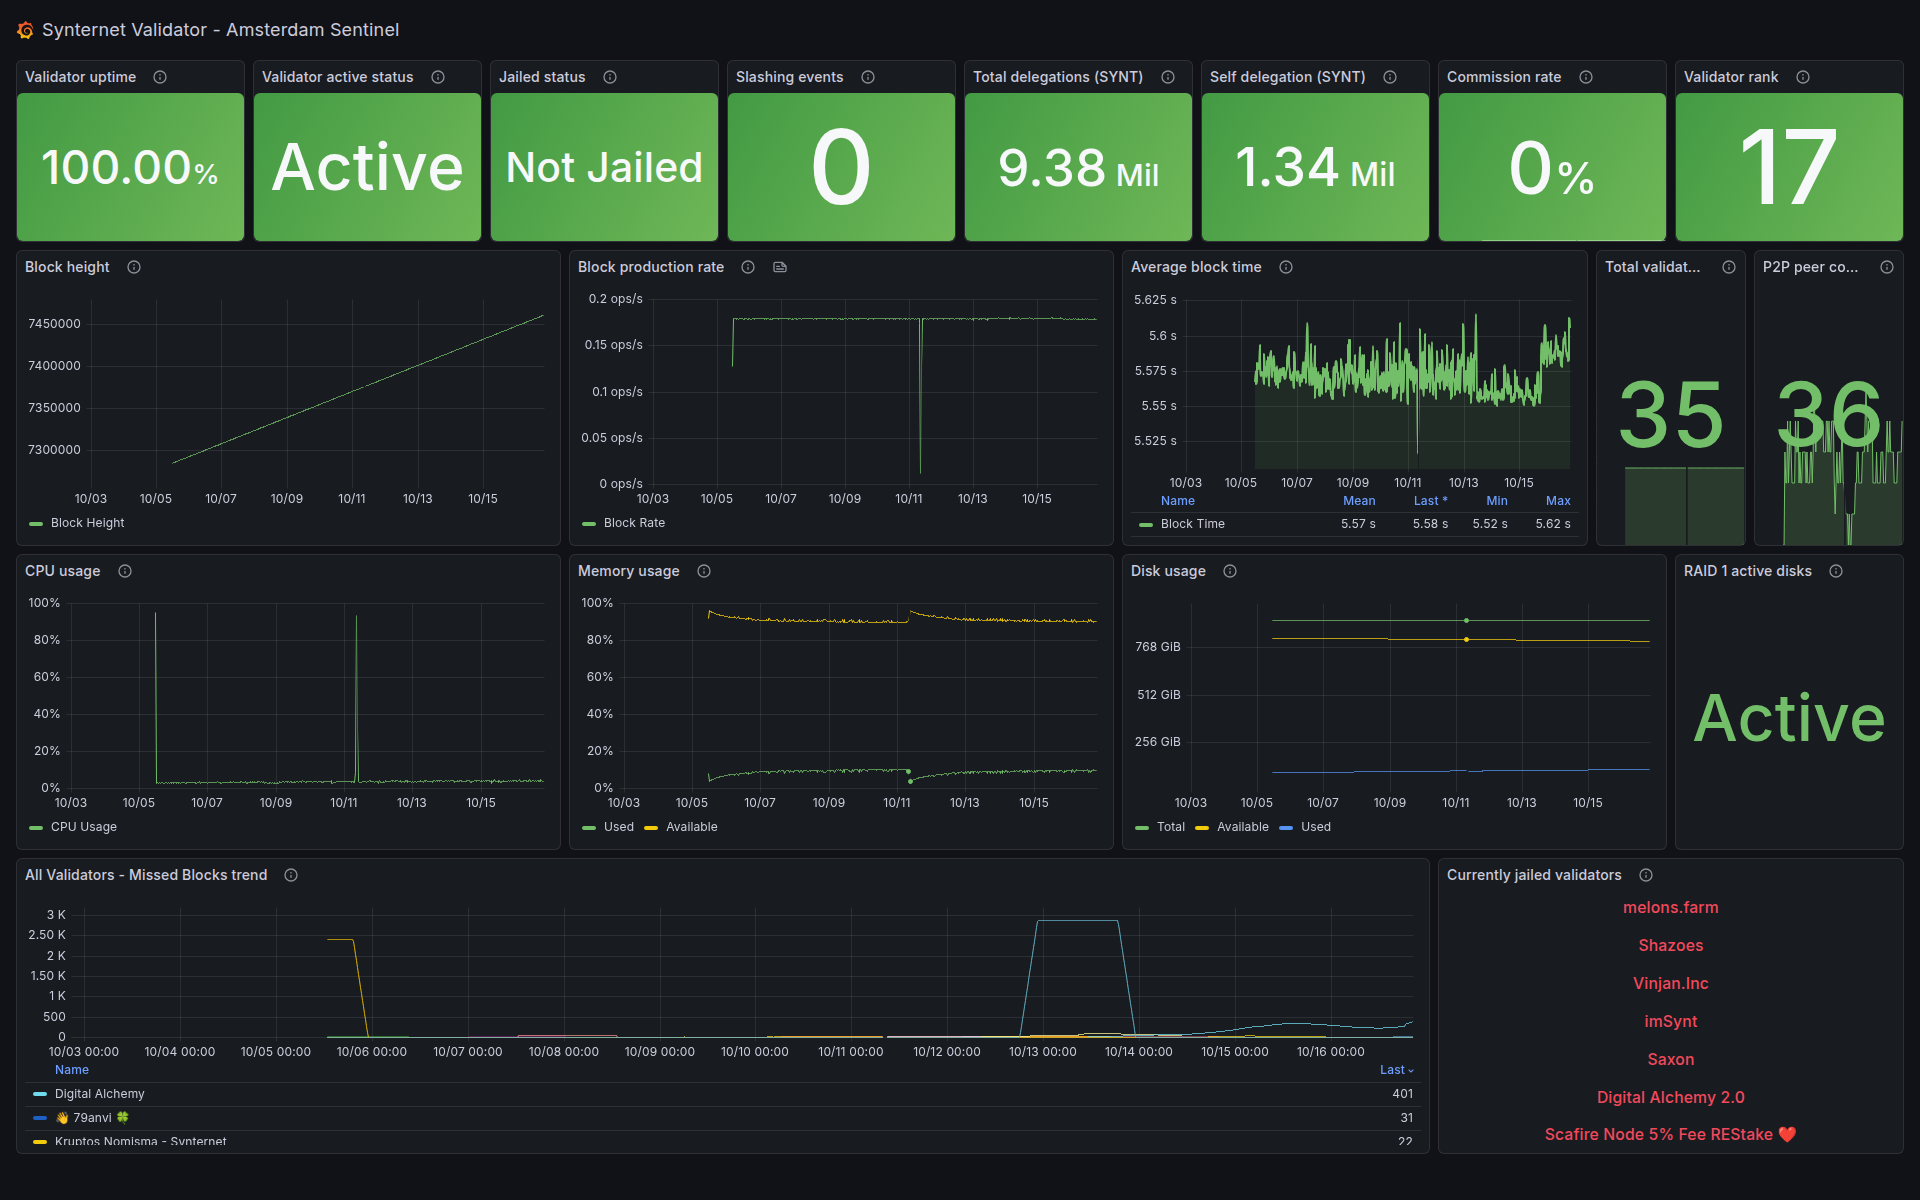 Synternet Validator - Amsterdam Sentinel
Validator uptime
Validator active status
Jailed status
Slashing events
Total delegations (SYNT)
Self delegation (SYNT)
Commission rate
Validator rank
100.00%
Active
Not Jailed
0
9.38 Mil
1.34 Mil
0%
17
Block height
7450000
7400000
7350000
7300000
10/03 10/05 10/07 10/09 10/11 10/13 10/15
Block Height
Block production rate
0.2 ops/s
0.15 ops/s
0.1 ops/s
0.05 ops/s
0 ops/s
10/03 10/05 10/07 10/09 10/11 10/13 10/15
Block Rate
Average block time
5.625 s
5.6 s
5.575 s
5.55 s
5.525 s
10/03 10/05 10/07 10/09 10/11 10/13 10/15
Name Mean Last * Min Max
Block Time 5.57 s 5.58 s 5.52 s 5.62 s
Total validat...
35
P2P peer co...
36
CPU usage
100%
80%
60%
40%
20%
0%
10/03 10/05 10/07 10/09 10/11 10/13 10/15
CPU Usage
Memory usage
100%
80%
60%
40%
20%
0%
10/03 10/05 10/07 10/09 10/11 10/13 10/15
Used Available
Disk usage
768 GiB
512 GiB
256 GiB
10/03 10/05 10/07 10/09 10/11 10/13 10/15
Total Available Used
RAID 1 active disks
Active
All Validators - Missed Blocks trend
3 K
2.50 K
2 K
1.50 K
1 K
500
0
10/03 00:00 10/04 00:00 10/05 00:00 10/06 00:00 10/07 00:00 10/08 00:00 10/09 00:00 10/10 00:00 10/11 00:00 10/12 00:00 10/13 00:00 10/14 00:00 10/15 00:00 10/16 00:00
Name Last
Digital Alchemy 401
👋 79anvi 🍀 31
Kruptos Nomisma - Synternet 22
Currently jailed validators
melons.farm
Shazoes
Vinjan.Inc
imSynt
Saxon
Digital Alchemy 2.0
Scafire Node 5% Fee REStake ❤️